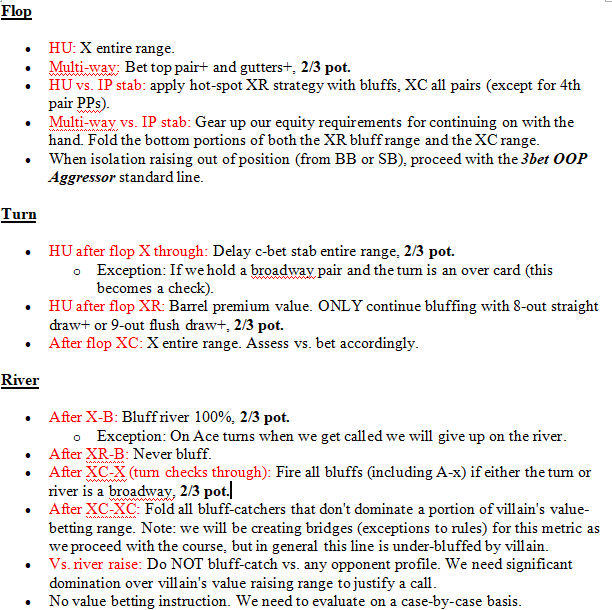 Flop
• HU: X entire range.
• Multi-way: Bet top pair+ and gutters+, 2/3 pot.
• HU vs. IP stab: apply hot-spot XR strategy with bluffs, XC all pairs (except for 4th
pair PPs).
• Multi-way vs. IP stab: Gear up our equity requirements for continuing on with the
hand. Fold the bottom portions of both the XR bluff range and the XC range.
• When isolation raising out of position (from BB or SB), proceed with the 3bet OOP
Aggressor standard line.
Turn
• HU after flop X through: Delay c-bet stab entire range, 2/3 pot.
o Exception: If we hold a broadway pair and the turn is an over card (this
becomes a check).
• HU after flop XR: Barrel premium value. ONLY continue bluffing with 8-out straight
draw+ or 9-out flush draw+, 2/3 pot.
• After flop XC: X entire range. Assess vs. bet accordingly.
River
• After X-B: Bluff river 100%, 2/3 pot.
o Exception: On Ace turns when we get called we will give up on the river.
• After XR-B: Never bluff.
• After XC-X (turn checks through): Fire all bluffs (including A-x) if either the turn or
river is a broadway, 2/3 pot.
• After XC-XC: Fold all bluff-catchers that don't dominate a portion of villain's value-
betting range. Note: we will be creating bridges (exceptions to rules) for this metric as
we proceed with the course, but in general this line is under-bluffed by villain.
• Vs. river raise: Do NOT bluff-catch vs. any opponent profile. We need significant
domination over villain's value raising range to justify a call.
• No value betting instruction. We need to evaluate on a case-by-case basis.